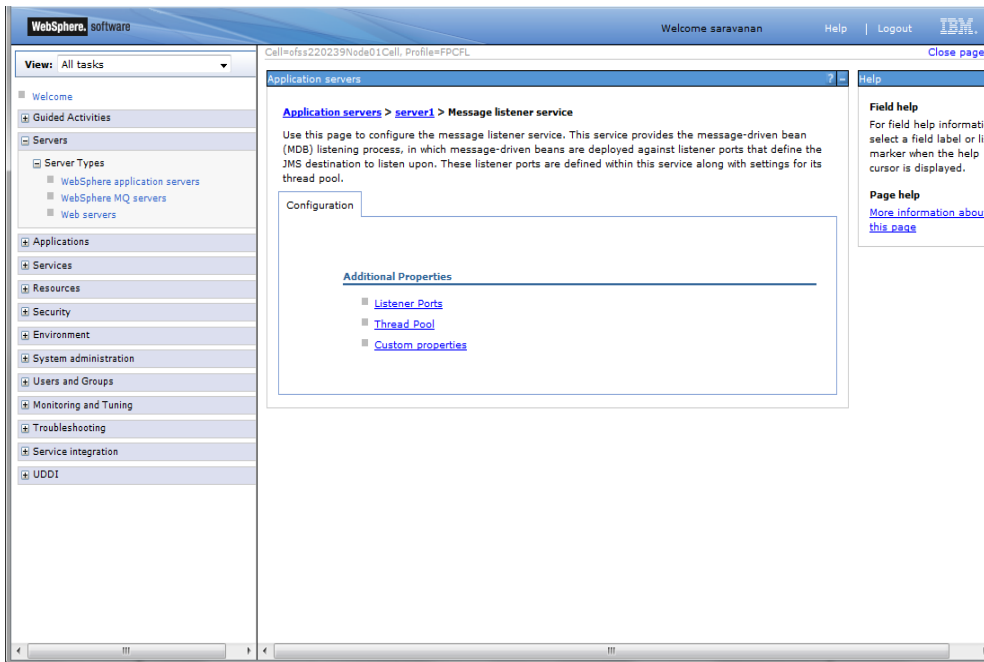 WebSphere. software
Welcome saravanan
Help | Logout
IBM.
View: All tasks
Cell=ofss220239Node01Cell, Profile=FPCFL
Close page
Welcome
Guided Activities
Servers
Server Types
WebSphere application servers
WebSphere MQ servers
Web servers
Applications
Services
Resources
Security
Environment
System administration
Users and Groups
Monitoring and Tuning
Troubleshooting
Service integration
UDDI
Application servers ? -
Application servers > server1 > Message listener service
Use this page to configure the message listener service. This service provides the message-driven bean
(MDB) listening process, in which message-driven beans are deployed against listener ports that define the
JMS destination to listen upon. These listener ports are defined within this service along with settings for its
thread pool.
Configuration
Additional Properties
Listener Ports
Thread Pool
Custom properties
Help
Field help
For field help informati
select a field label or li
marker when the help
cursor is displayed.
Page help
More information abou
this page